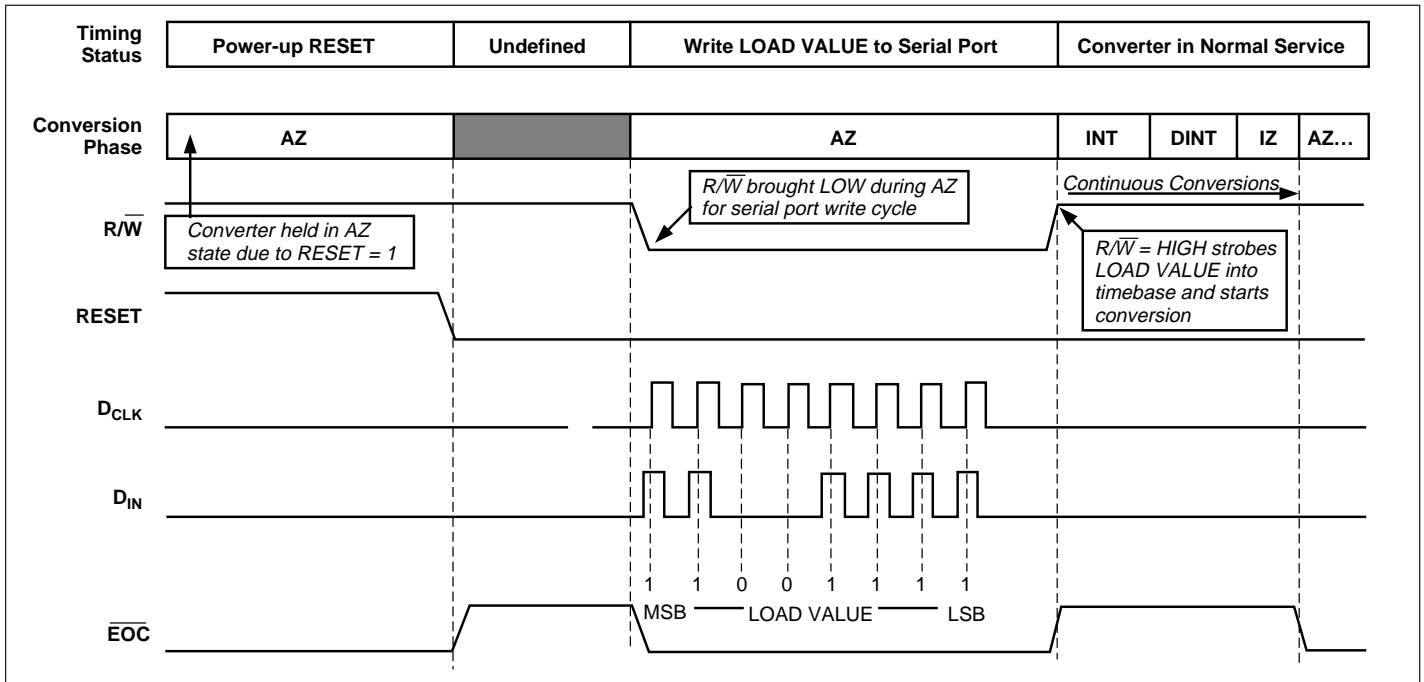 Timing Status
Power-up RESET
Undefined
Write LOAD VALUE to Serial Port
Converter in Normal Service
Conversion Phase
AZ
AZ
INT
DINT
IZ
AZ…
R/W̅
Converter held in AZ
state due to RESET = 1
R/W̅ brought LOW during AZ
for serial port write cycle
Continuous Conversions
R/W̅ = HIGH strobes
LOAD VALUE into
timebase and starts
conversion
RESET
DCLK
DIN
1 1 0 0 1 1 1 1
MSB LOAD VALUE LSB
E̅O̅C̅